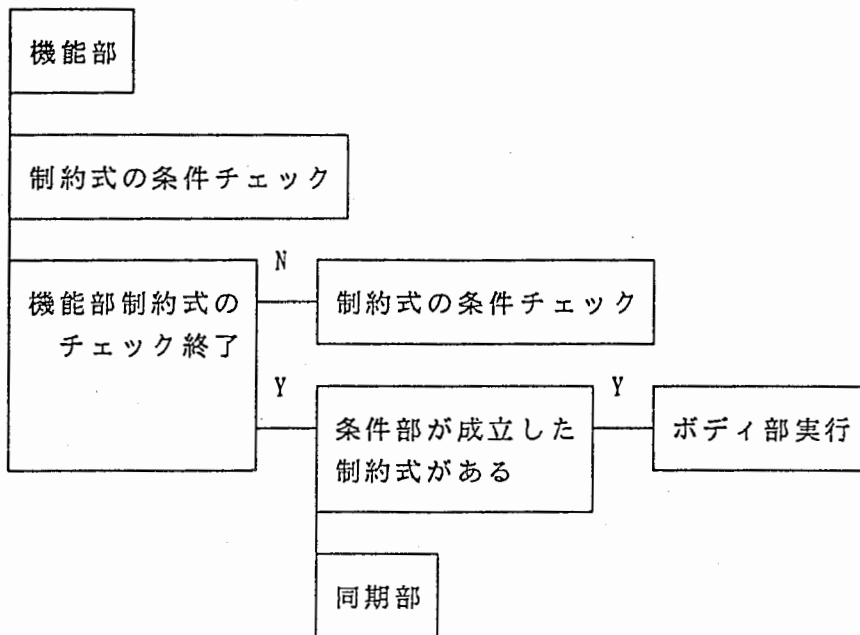 機能部
制約式の条件チェック
機能部制約式の
チェック終了
N
制約式の条件チェック
Y
条件部が成立した
制約式がある
Y
ボディ部実行
同期部